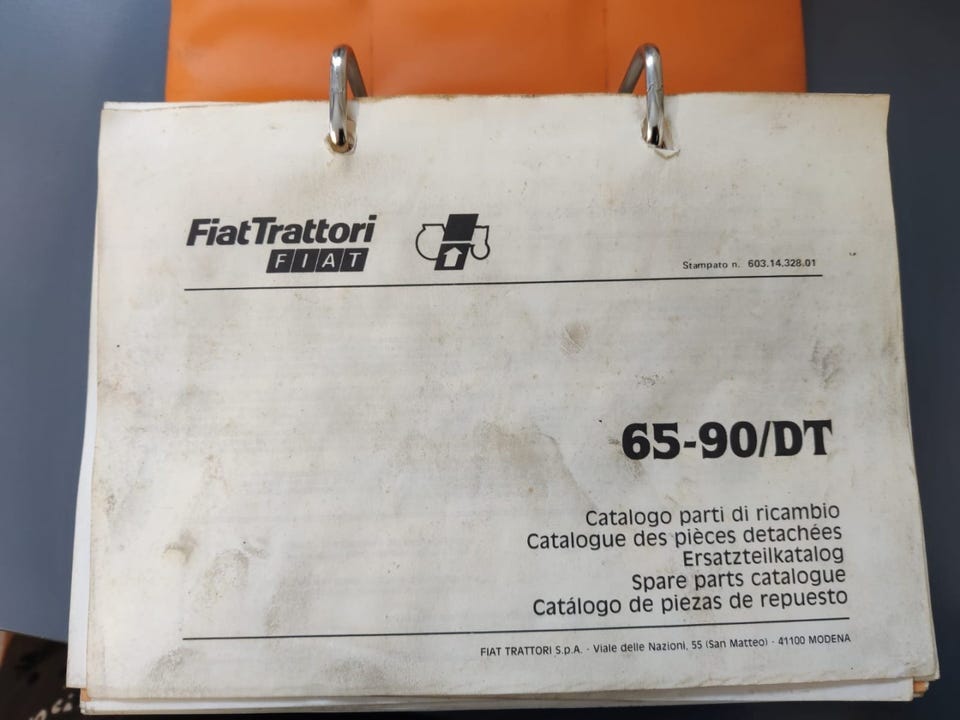 FiatTrattori
FIAT
Stampato n. 603.14.328.01
65-90/DT
Catalogo parti di ricambio
Catalogue des pièces detachées
Ersatzteilkatalog
Spare parts catalogue
Catálogo de piezas de repuesto
FIAT TRATTORI S.p.A. - Viale delle Nazioni, 55 (San Matteo) - 41100 MODENA